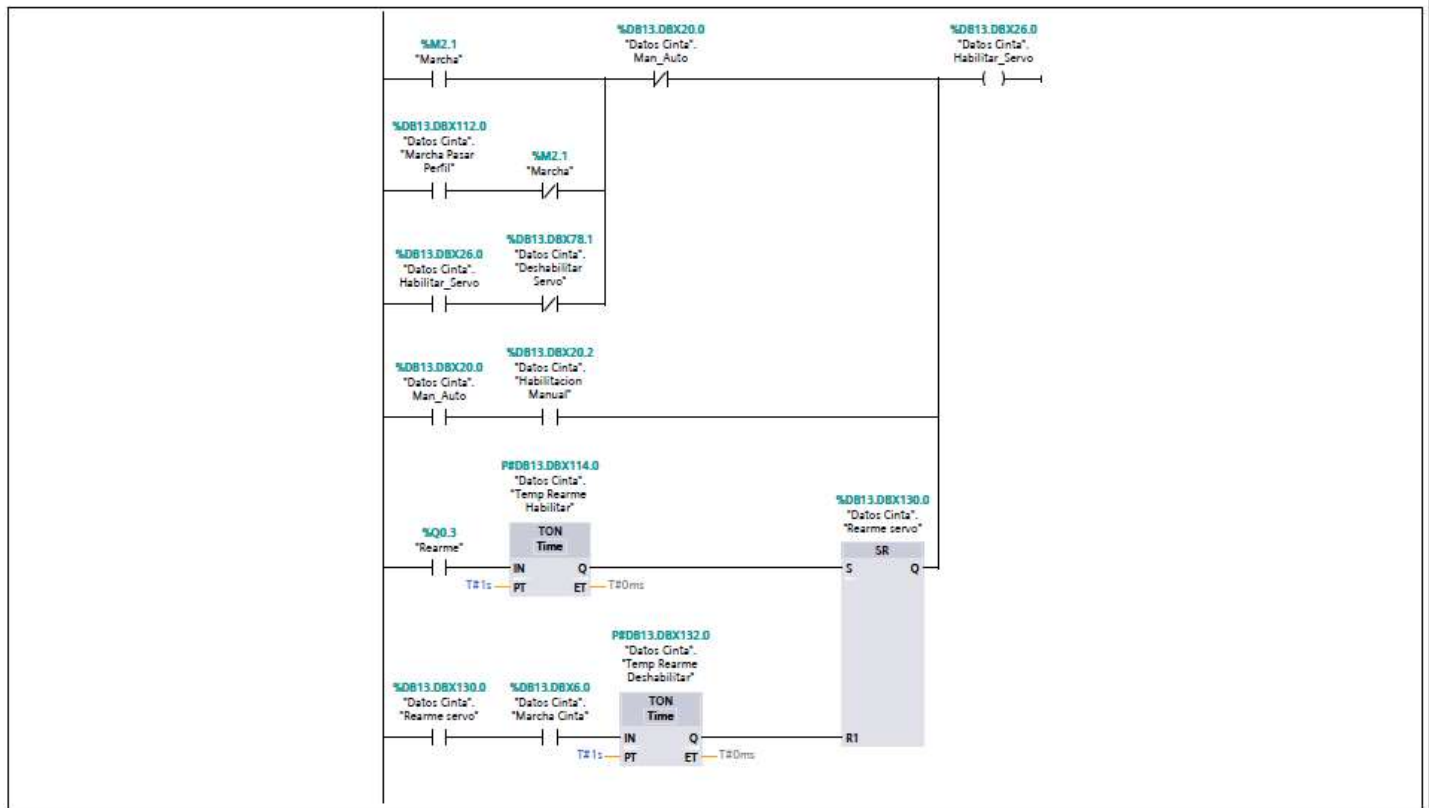 %M2.1
"Marcha"
%DB13.DBX20.0
"Datos Cinta".
Man_Auto
%DB13.DBX26.0
"Datos Cinta".
Habilitar_Servo
%DB13.DBX112.0
"Datos Cinta".
"Marcha Pasar
Perfil"
%M2.1
"Marcha"
%DB13.DBX26.0
"Datos Cinta".
Habilitar_Servo
%DB13.DBX78.1
"Datos Cinta".
"Deshabilitar
Servo"
%DB13.DBX20.0
"Datos Cinta".
Man_Auto
%DB13.DBX20.2
"Datos Cinta".
"Habilitacion
Manual"
%Q0.3
"Rearme"
P#DB13.DBX114.0
"Datos Cinta".
"Temp Rearme
Habilitar"
TON
Time
IN Q
T#1s PT ET T#0ms
%DB13.DBX130.0
"Datos Cinta".
"Rearme servo"
SR
S Q
R1
%DB13.DBX130.0
"Datos Cinta".
"Rearme servo"
%DB13.DBX6.0
"Datos Cinta".
"Marcha Cinta"
P#DB13.DBX132.0
"Datos Cinta".
"Temp Rearme
Deshabilitar"
TON
Time
IN Q
T#1s PT ET T#0ms